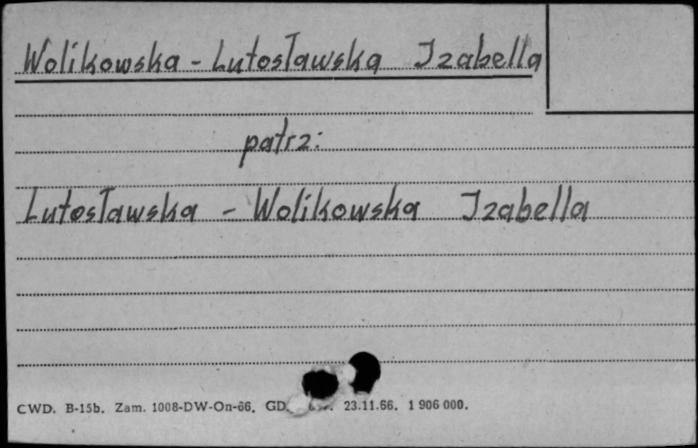 Wolikowska - Lutosławska Izabella
patrz:
Lutosławska - Wolikowska Izabella
CWD. B-15b. Zam. 1008-DW-On-66. GD. 23.11.66. 1 906 000.